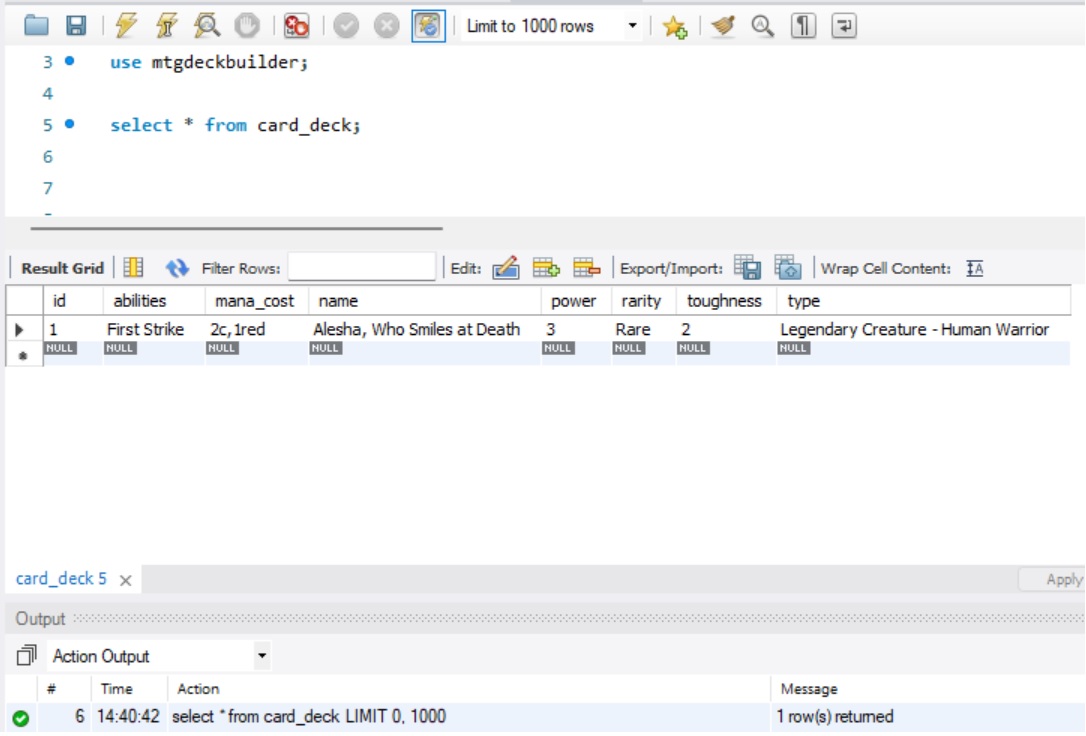 Limit to 1000 rows
3 use mtgdeckbuilder;
4
5 select * from card_deck;
6
7
Result Grid Filter Rows: Edit: Export/Import: Wrap Cell Content:
id abilities mana_cost name power rarity toughness type
1 First Strike 2c,1red Alesha, Who Smiles at Death 3 Rare 2 Legendary Creature - Human Warrior
NULL NULL NULL NULL NULL NULL NULL NULL
card_deck 5 Apply
Output
Action Output
# Time Action Message
6 14:40:42 select * from card_deck LIMIT 0, 1000 1 row(s) returned